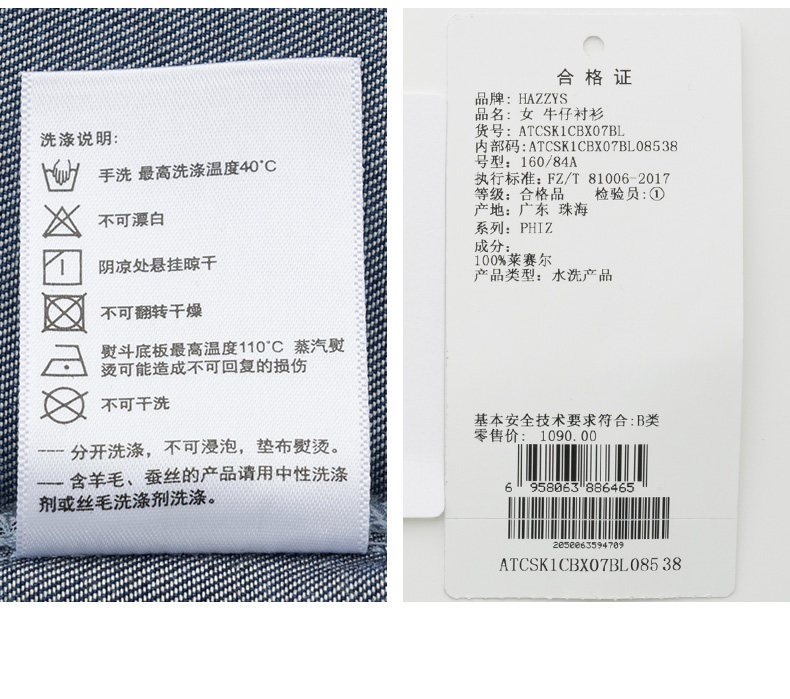 洗涤说明:
手洗 最高洗涤温度40°C
不可漂白
阴凉处悬挂晾干
不可翻转干燥
熨斗底板最高温度110°C 蒸汽熨
烫可能造成不可回复的损伤
不可干洗
--- 分开洗涤，不可浸泡，垫布熨烫。
— 含羊毛、蚕丝的产品请用中性洗涤
剂或丝毛洗涤剂洗涤。
合格证
品牌: HAZZYS
品名: 女 牛仔衬衫
货号: ATCSK1CBX07BL
内部码:ATCSK1CBX07BL08538
号型: 160/84A
执行标准: FZ/T 81006-2017
等级: 合格品 检验员:①
产地: 广东 珠海
系列: PHIZ
成分:
100%莱赛尔
产品类型: 水洗产品
基本安全技术要求符合:B类
零售价: 1090.00
6 958063 886465
2050063594709
ATCSK1CBX07BL08538